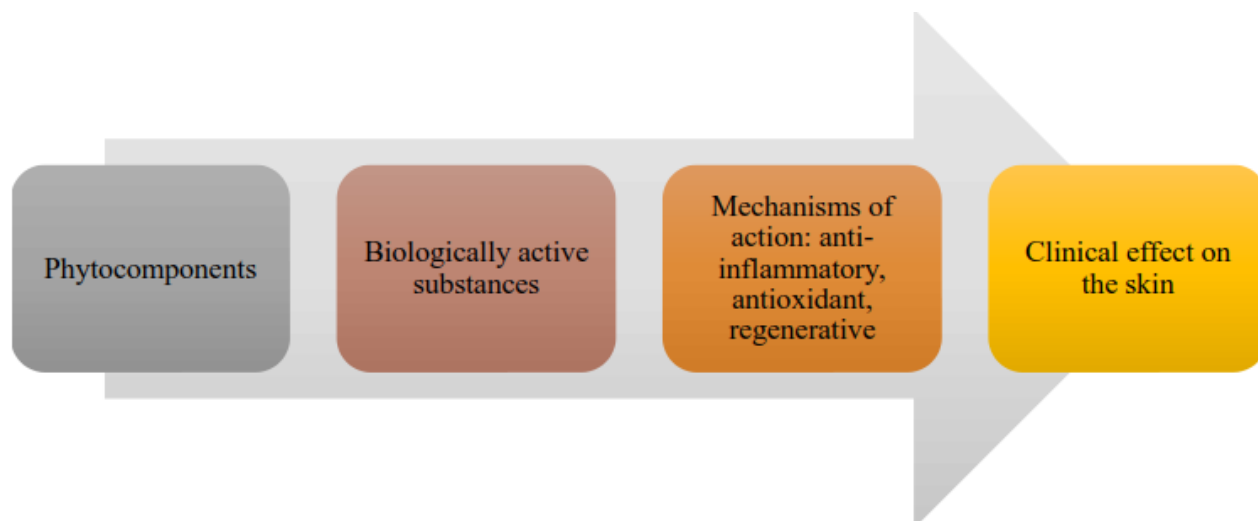 Phytocomponents
Biologically active
substances
Mechanisms of
action: anti-
inflammatory,
antioxidant,
regenerative
Clinical effect on
the skin